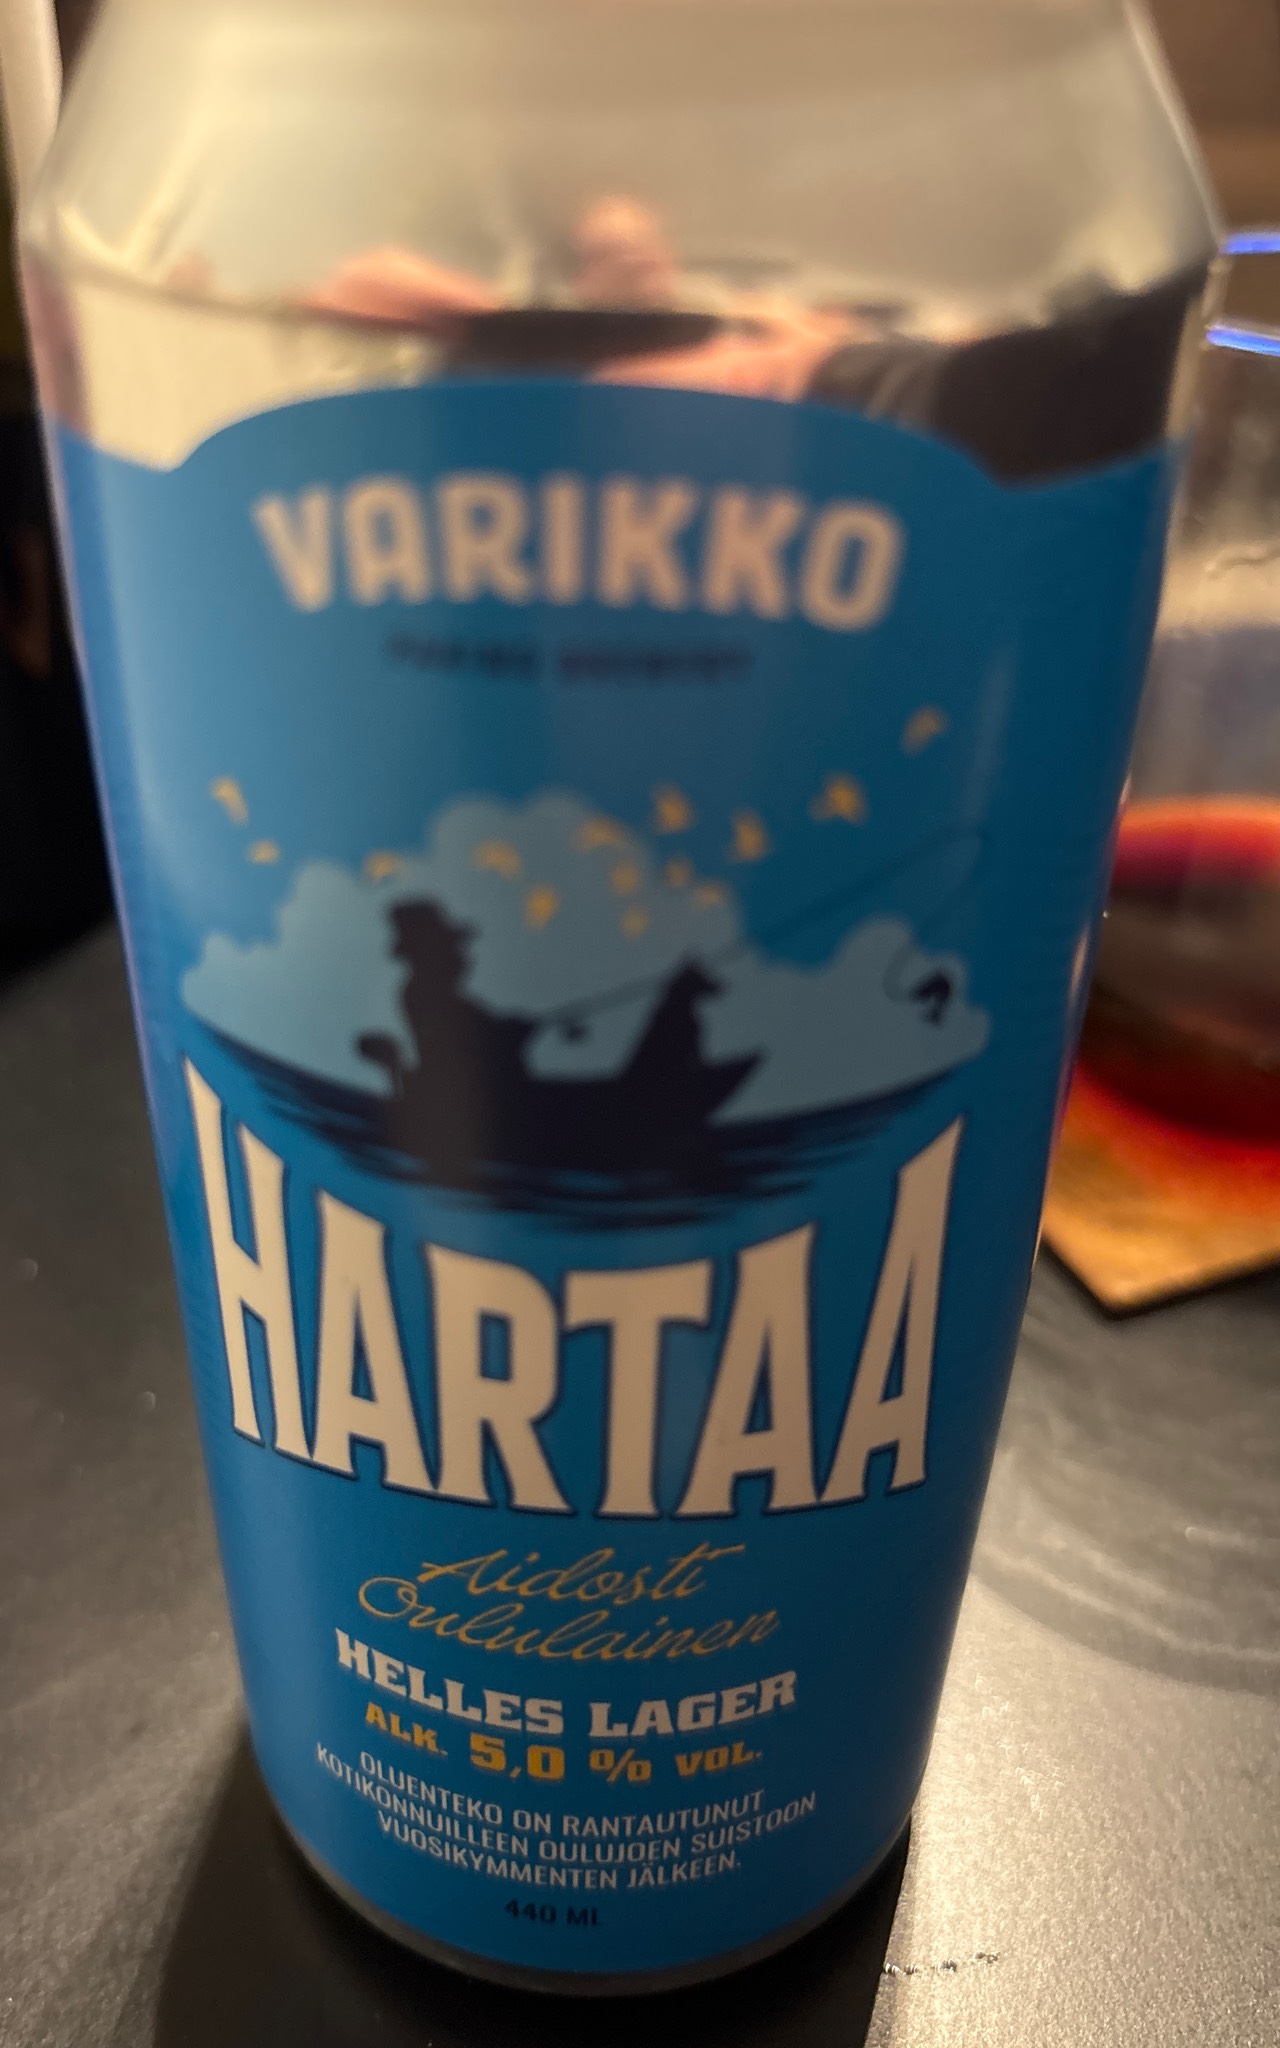 VARIKKO
HARTAA
Aidosti
Oululainen
HELLES LAGER
ALK. 5,0 % VOL.
OLUENTEKO ON RANTAUTUNUT
KOTIKONNUILLEEN OULUJOEN SUISTOON
VUOSIKYMMENTEN JÄLKEEN.
440 ML